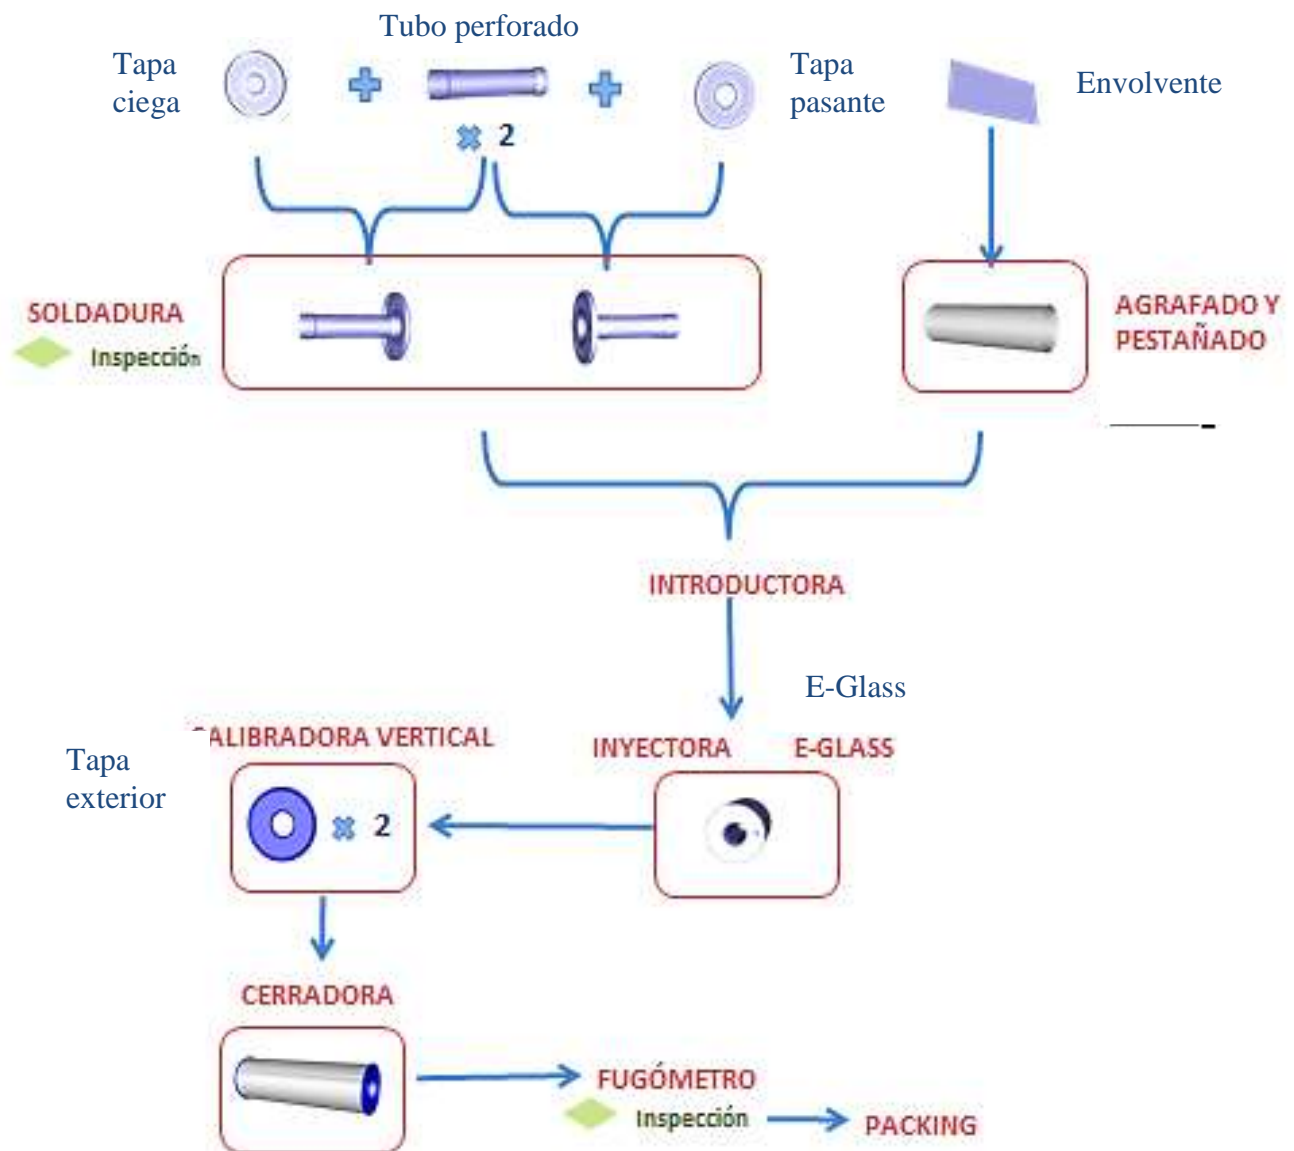 Tubo perforado
Tapa
ciega
Tapa
pasante
Envolvente
2
SOLDADURA
Inspección
AGRAFADO Y
PESTAÑADO
INTRODUCTORA
E-Glass
ALIBRADORA VERTICAL
INYECTORA E-GLASS
Tapa
exterior
2
CERRADORA
FUGÓMETRO
Inspección
PACKING